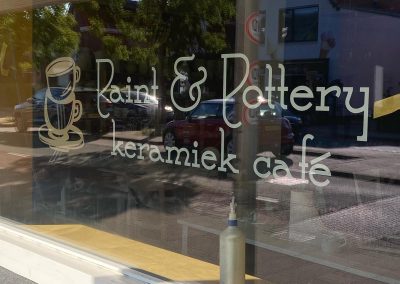 Paint & Pottery
keramiek café